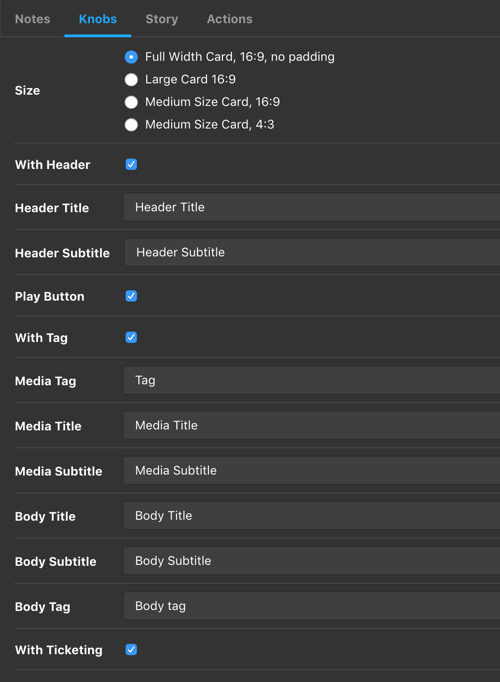 Notes Knobs Story Actions
Size
Full Width Card, 16:9, no padding
Large Card 16:9
Medium Size Card, 16:9
Medium Size Card, 4:3
With Header
Header Title Header Title
Header Subtitle Header Subtitle
Play Button
With Tag
Media Tag Tag
Media Title Media Title
Media Subtitle Media Subtitle
Body Title Body Title
Body Subtitle Body Subtitle
Body Tag Body tag
With Ticketing